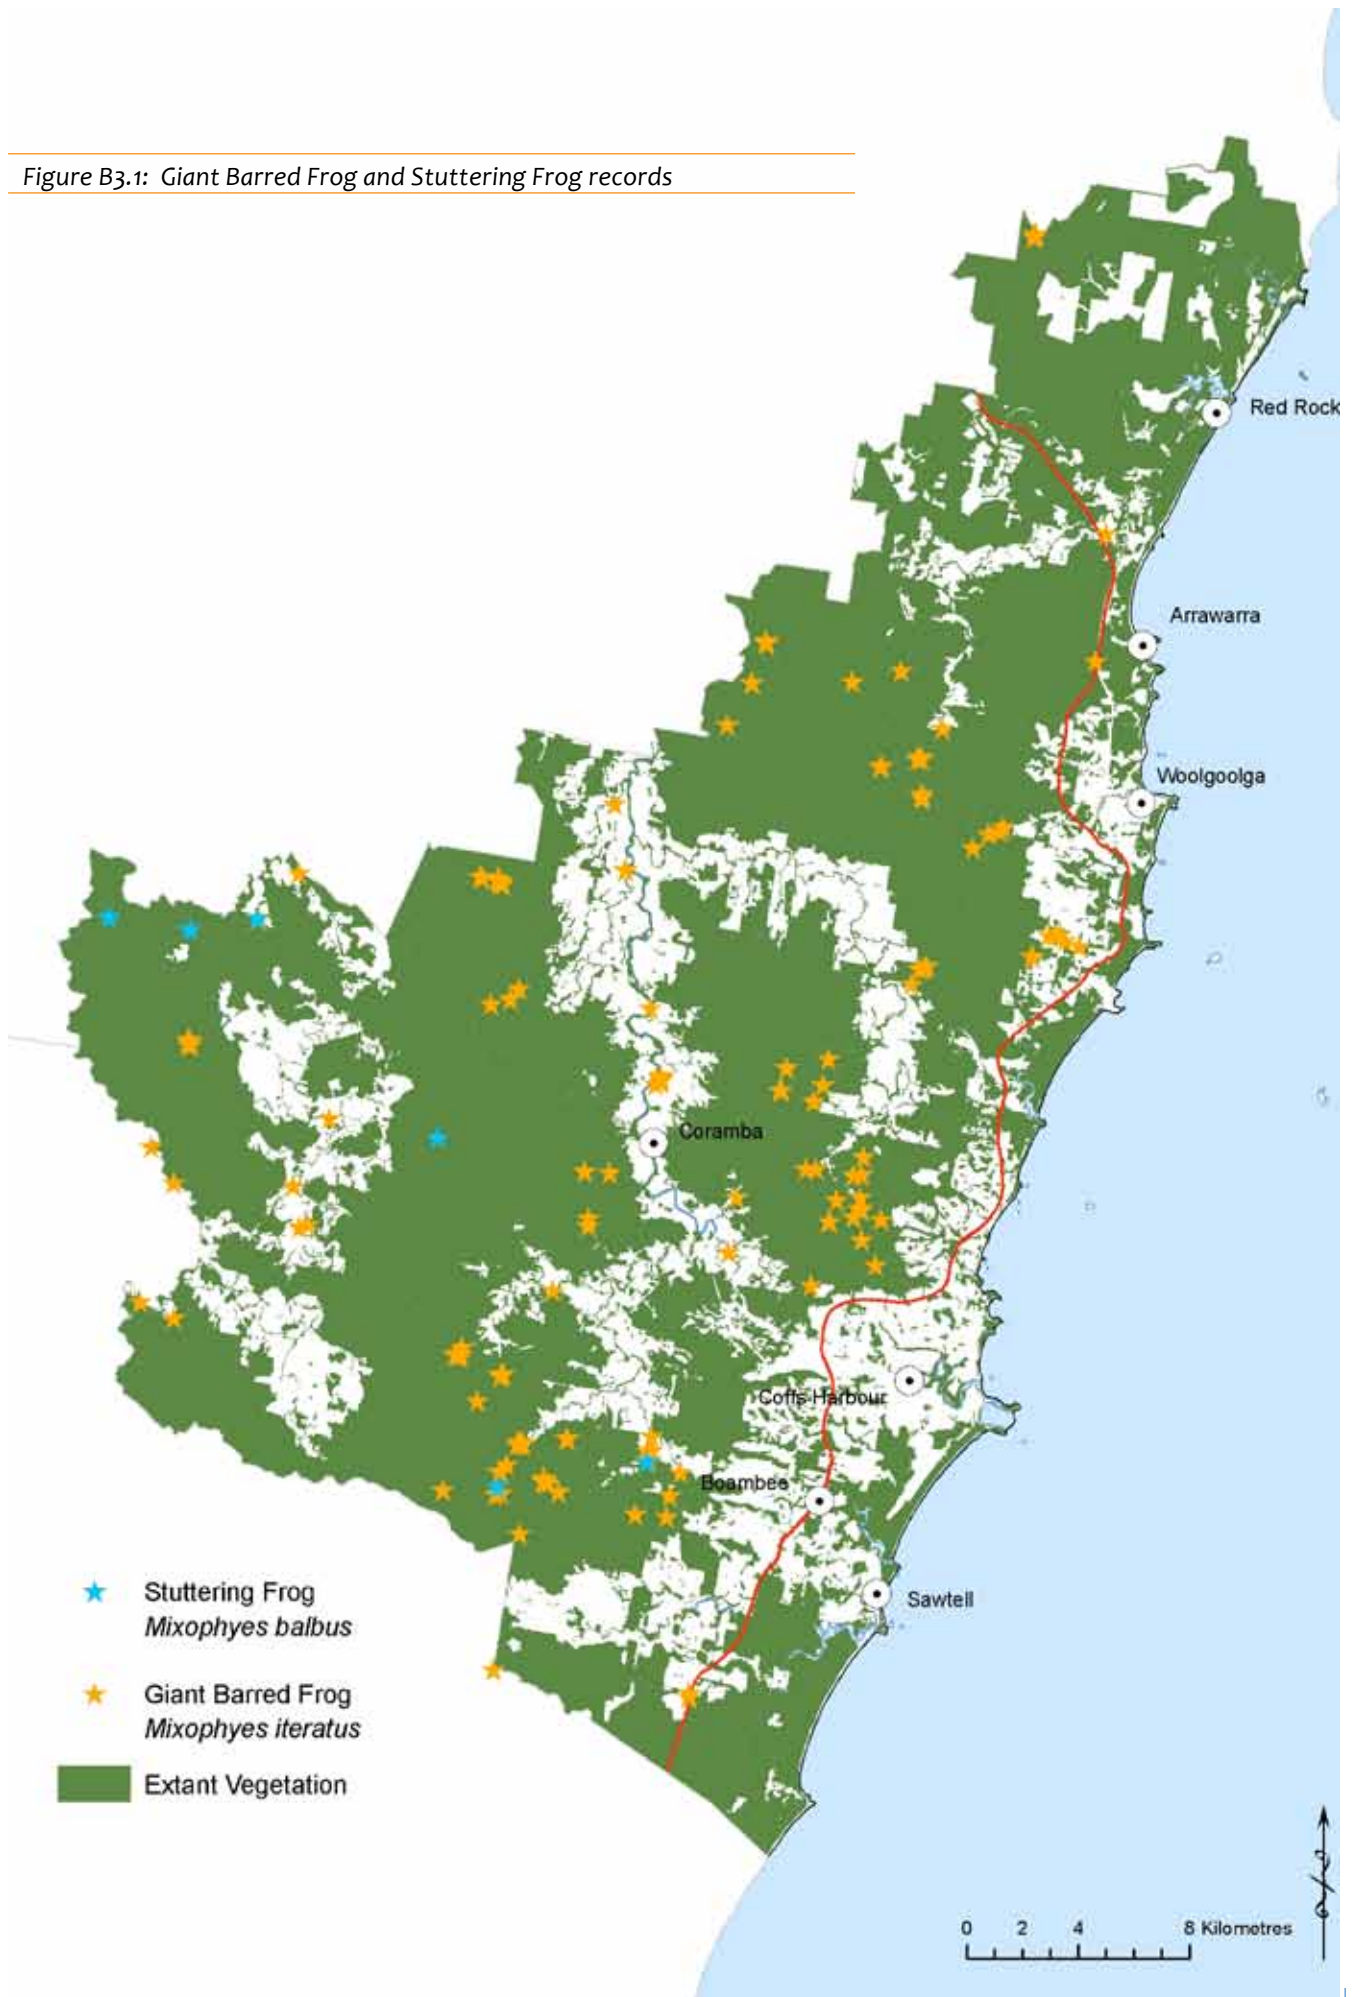 Figure B3.1: Giant Barred Frog and Stuttering Frog records
Red Rock
Arrawarra
Woolgoolga
Coramba
Coffs Harbour
Boambee
Sawtell
Stuttering Frog
Mixophyes balbus
Giant Barred Frog
Mixophyes iteratus
Extant Vegetation
0 2 4 8 Kilometres